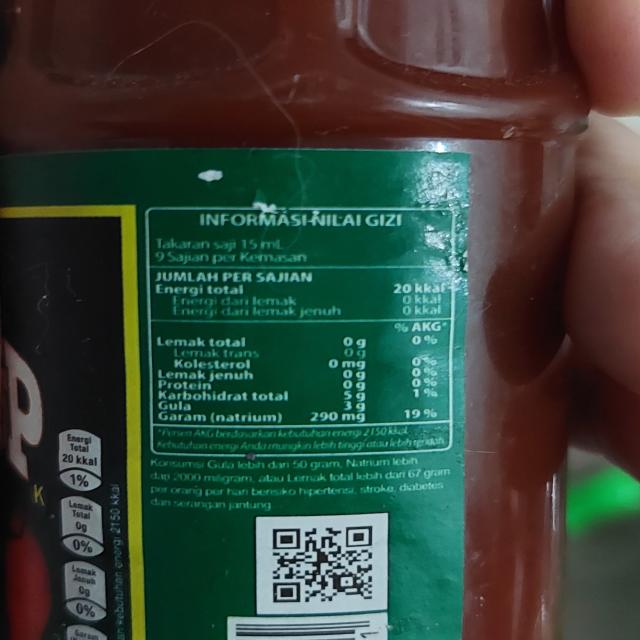 INFORMASI NILAI GIZI
Takaran saji 15 mL
9 Sajian per Kemasan
JUMLAH PER SAJIAN
Energi total 20 kkal
Energi dari lemak 0 kkal
Energi dari lemak jenuh 0 kkal
% AKG*
Lemak total 0 g 0 %
Lemak trans 0 g
Kolesterol 0 mg 0 %
Lemak jenuh 0 g 0 %
Protein 0 g 0 %
Karbohidrat total 5 g 1 %
Gula 3 g
Garam (natrium) 290 mg 19 %
*Persen AKG berdasarkan kebutuhan energi 2150 kkal.
Kebutuhan energi Anda mungkin lebih tinggi atau lebih rendah.
Konsumsi Gula lebih dari 50 gram, Natrium lebih
dari 2000 miligram, atau Lemak total lebih dari 67 gram
per orang per hari berisiko hipertensi, stroke, diabetes
dan serangan jantung
P
K
Energi
Total
20 kkal
1%
Lemak
Total
0g
0%
Lemak
Jenuh
0g
0%
Garam
kebutuhan energi 2150 kkal